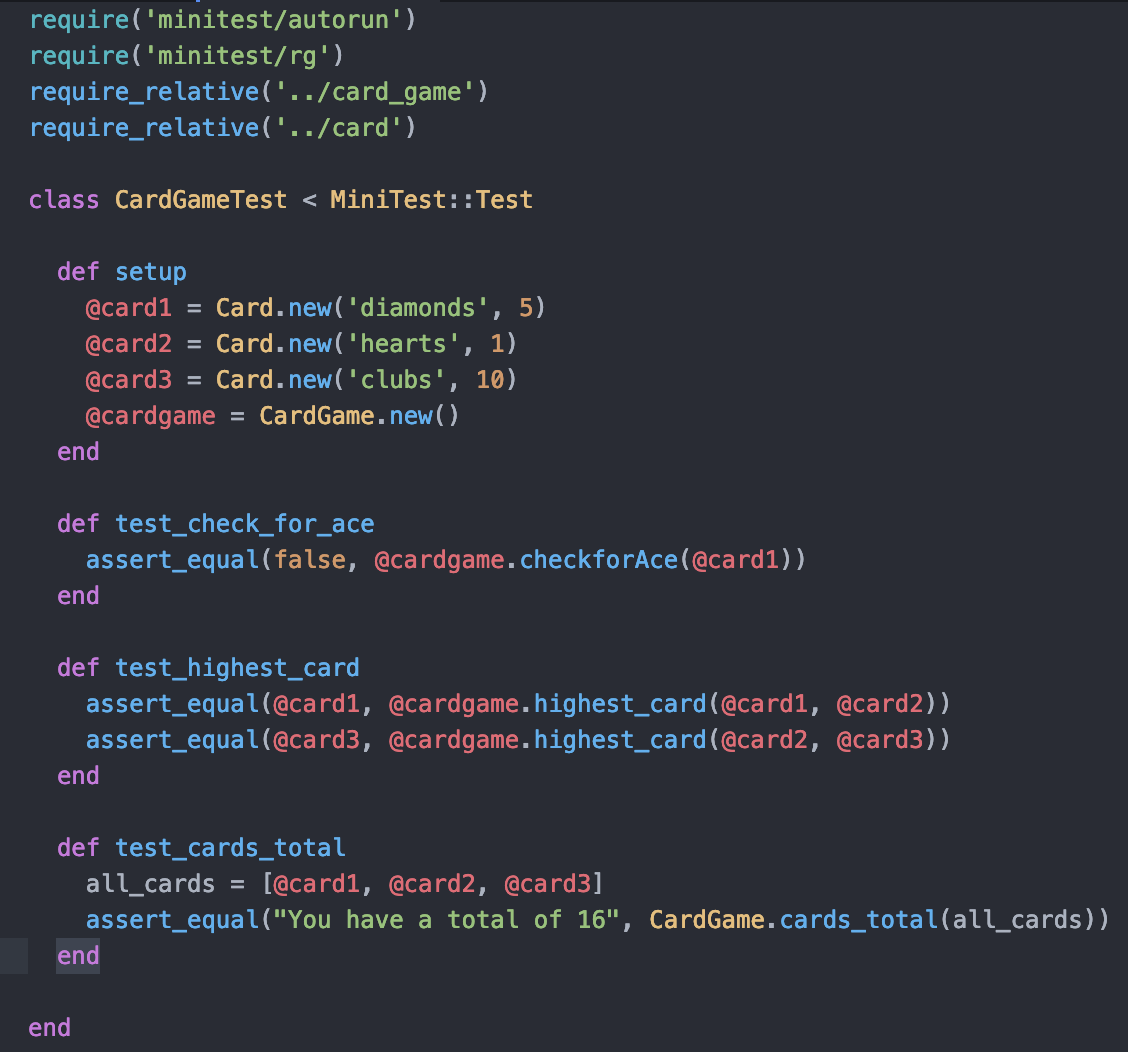 require('minitest/autorun')
require('minitest/rg')
require_relative('../card_game')
require_relative('../card')

class CardGameTest < MiniTest::Test

  def setup
    @card1 = Card.new('diamonds', 5)
    @card2 = Card.new('hearts', 1)
    @card3 = Card.new('clubs', 10)
    @cardgame = CardGame.new()
  end

  def test_check_for_ace
    assert_equal(false, @cardgame.checkforAce(@card1))
  end

  def test_highest_card
    assert_equal(@card1, @cardgame.highest_card(@card1, @card2))
    assert_equal(@card3, @cardgame.highest_card(@card2, @card3))
  end

  def test_cards_total
    all_cards = [@card1, @card2, @card3]
    assert_equal("You have a total of 16", CardGame.cards_total(all_cards))
  end

end